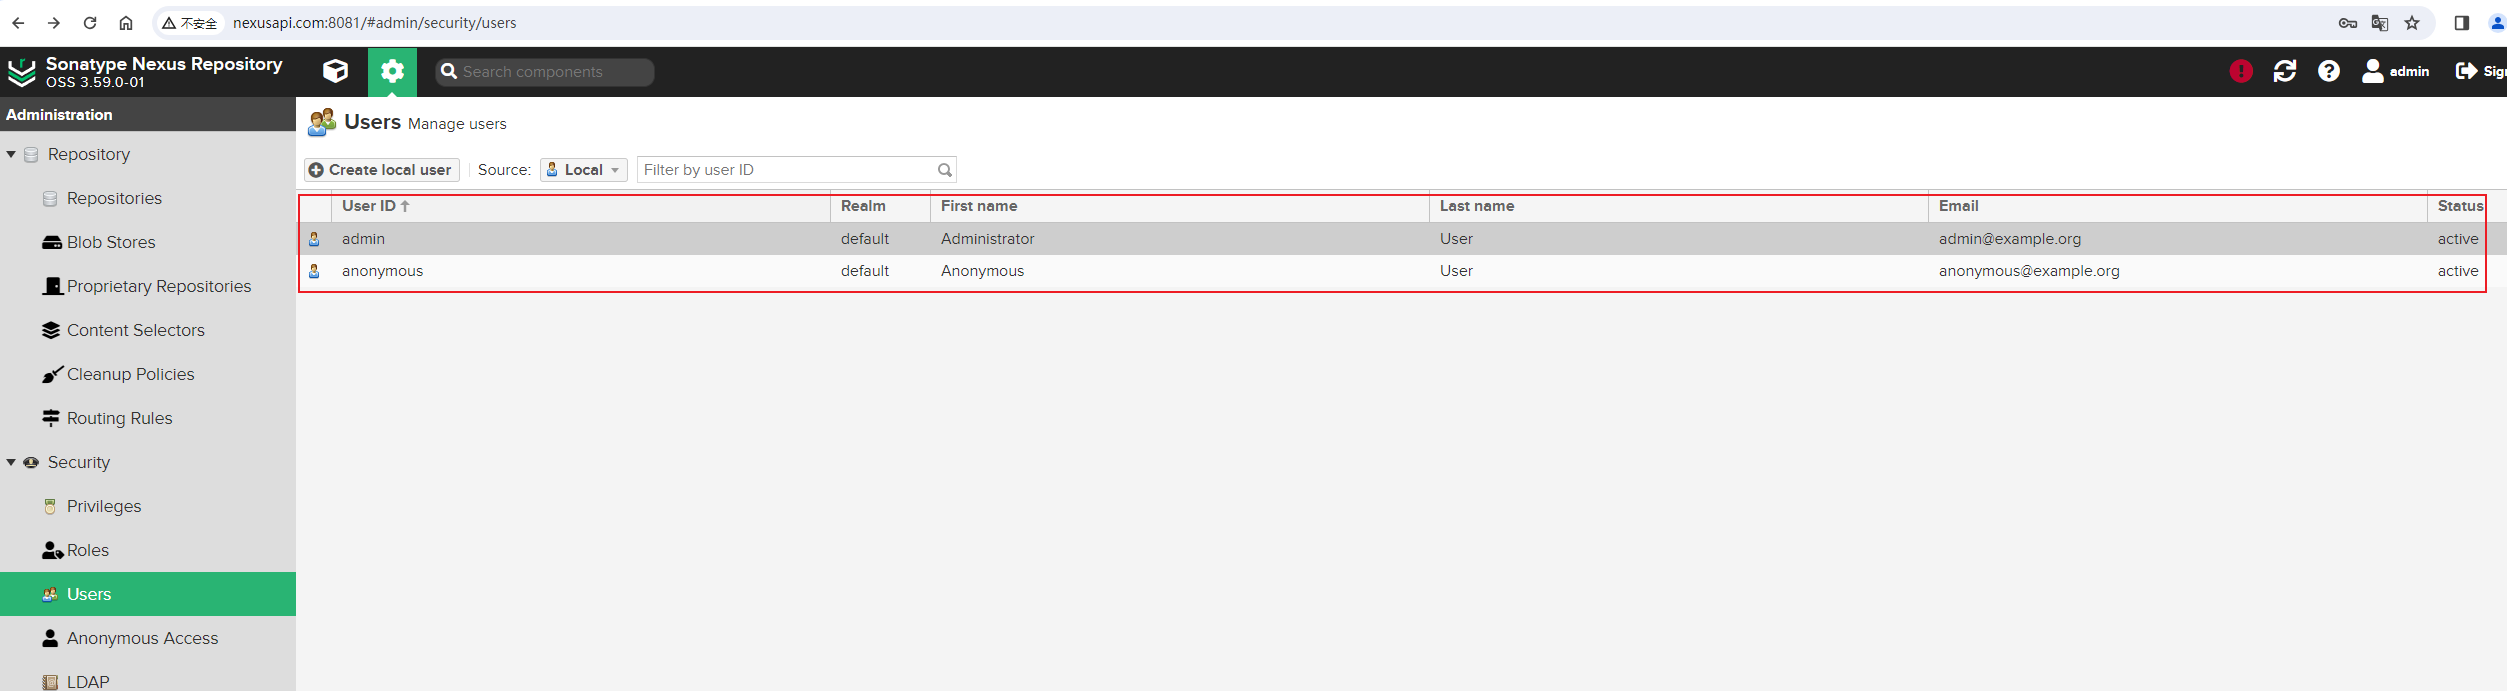 不安全 nexusapi.com:8081/#admin/security/users
Sonatype Nexus Repository
OSS 3.59.0-01
Search components
admin
Sign
Administration
Repository
Repositories
Blob Stores
Proprietary Repositories
Content Selectors
Cleanup Policies
Routing Rules
Security
Privileges
Roles
Users
Anonymous Access
LDAP
Users Manage users
Create local user Source: Local Filter by user ID
User ID Realm First name Last name Email Status
admin default Administrator User admin@example.org active
anonymous default Anonymous User anonymous@example.org active